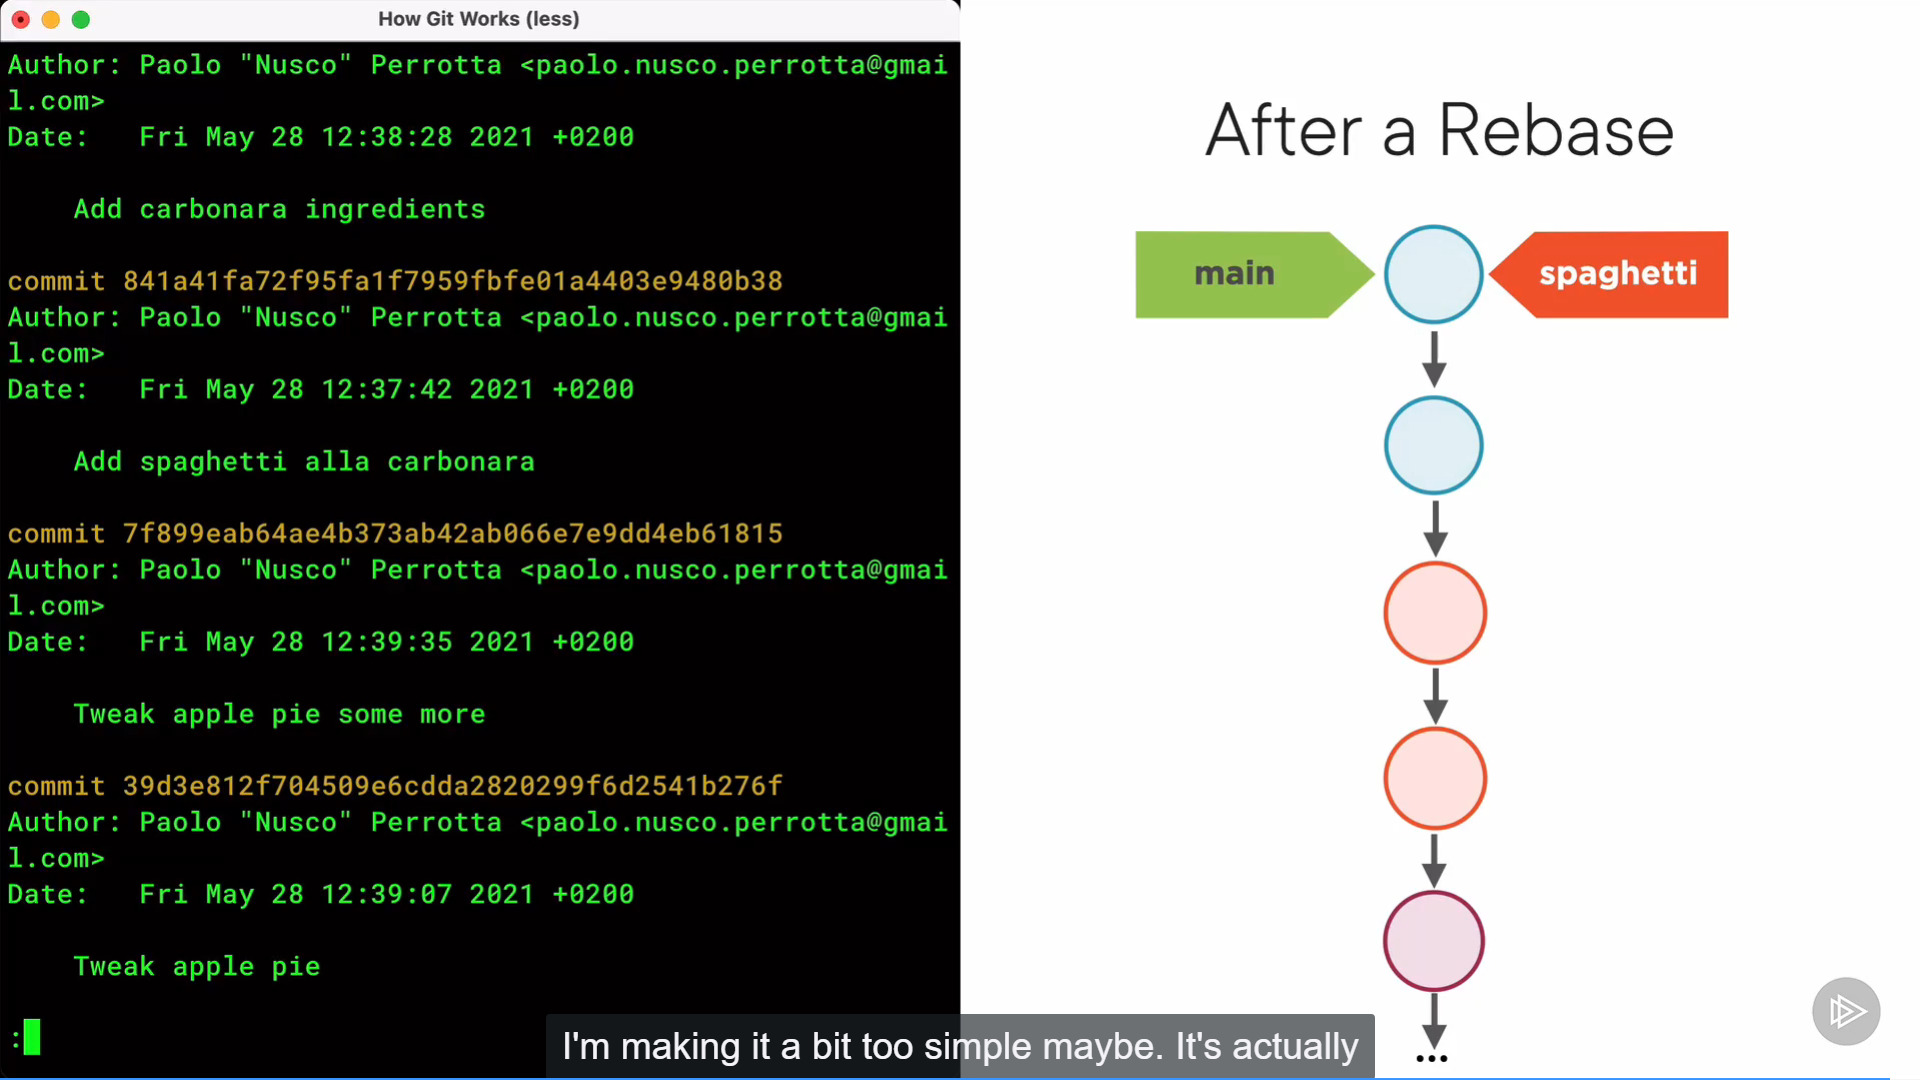 How Git Works (less)
Author: Paolo "Nusco" Perrotta <paolo.nusco.perrotta@gmai
l.com>
Date:   Fri May 28 12:38:28 2021 +0200
Add carbonara ingredients
commit 841a41fa72f95fa1f7959fbfe01a4403e9480b38
Author: Paolo "Nusco" Perrotta <paolo.nusco.perrotta@gmai
l.com>
Date:   Fri May 28 12:37:42 2021 +0200
Add spaghetti alla carbonara
commit 7f899eab64ae4b373ab42ab066e7e9dd4eb61815
Author: Paolo "Nusco" Perrotta <paolo.nusco.perrotta@gmai
l.com>
Date:   Fri May 28 12:39:35 2021 +0200
Tweak apple pie some more
commit 39d3e812f704509e6cdda2820299f6d2541b276f
Author: Paolo "Nusco" Perrotta <paolo.nusco.perrotta@gmai
l.com>
Date:   Fri May 28 12:39:07 2021 +0200
Tweak apple pie
:
After a Rebase
main
spaghetti
...
I'm making it a bit too simple maybe. It's actually